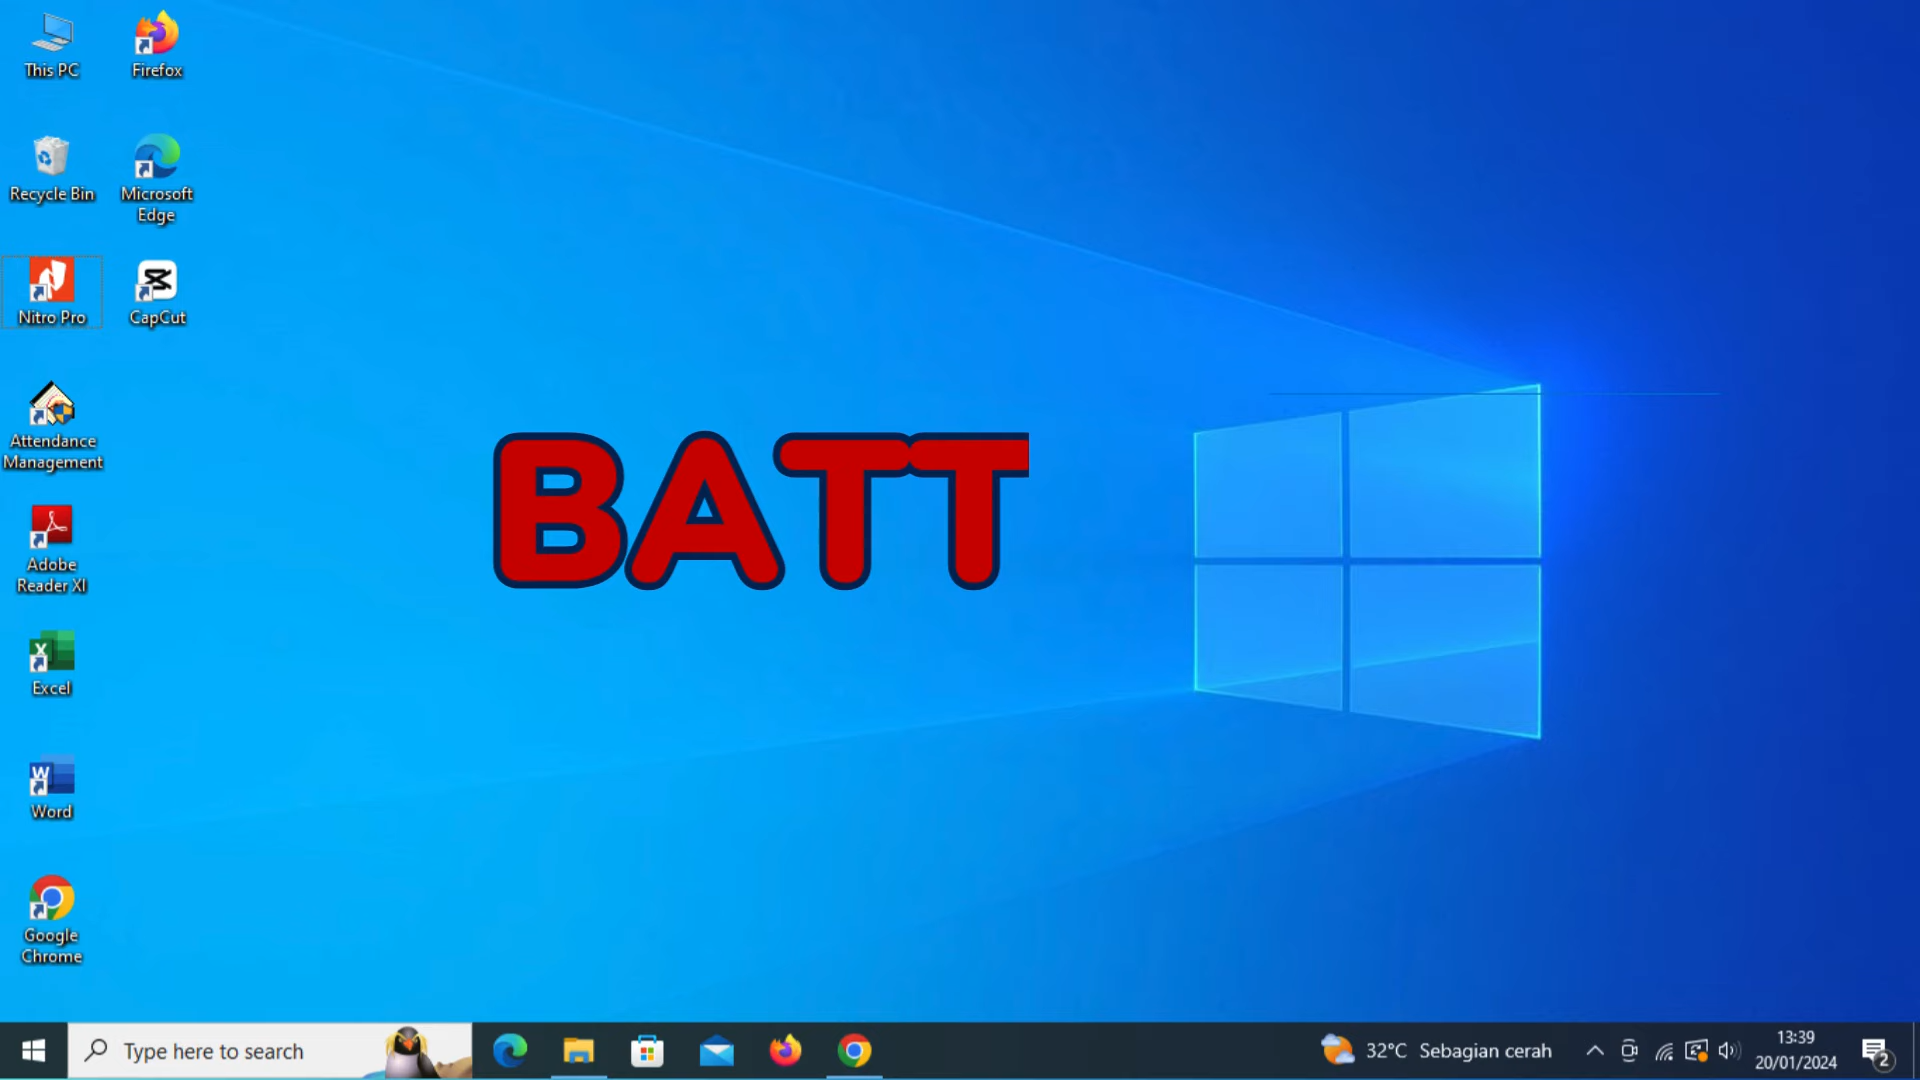 This PC
Firefox
Recycle Bin
Microsoft
Edge
Nitro Pro
CapCut
Attendance
Management
Adobe
Reader XI
Excel
Word
Google
Chrome
BATT
Type here to search
32°C Sebagian cerah
13:39
20/01/2024
2